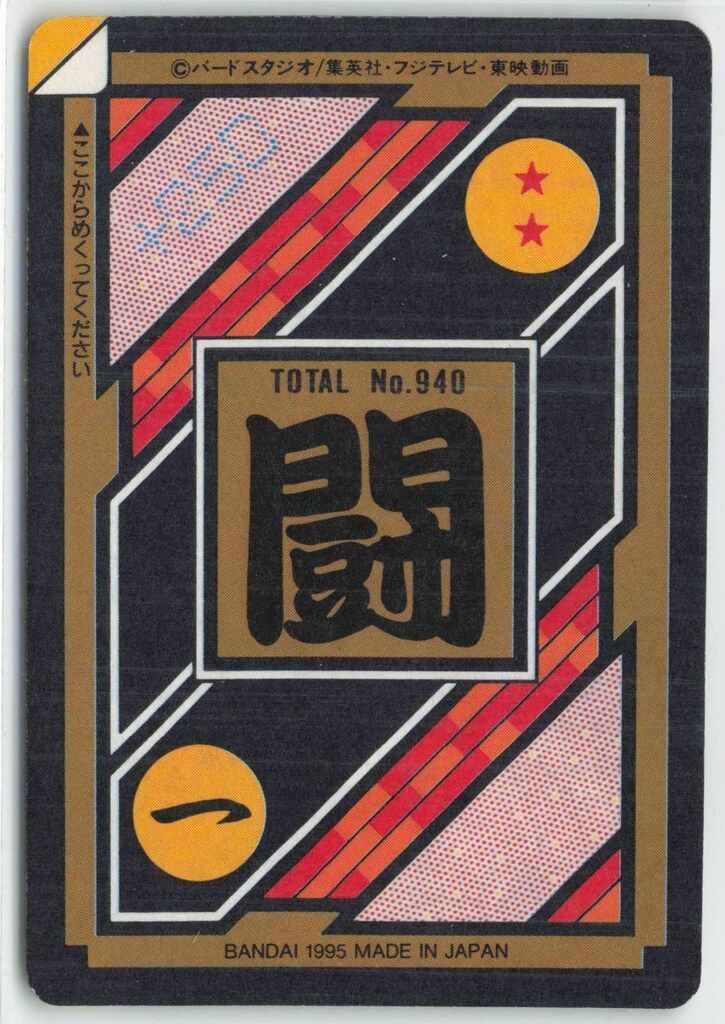 ©バードスタジオ/集英社・フジテレビ・東映動画
▲ここからめくってください
+250
TOTAL No.940
闘
一
BANDAI 1995 MADE IN JAPAN